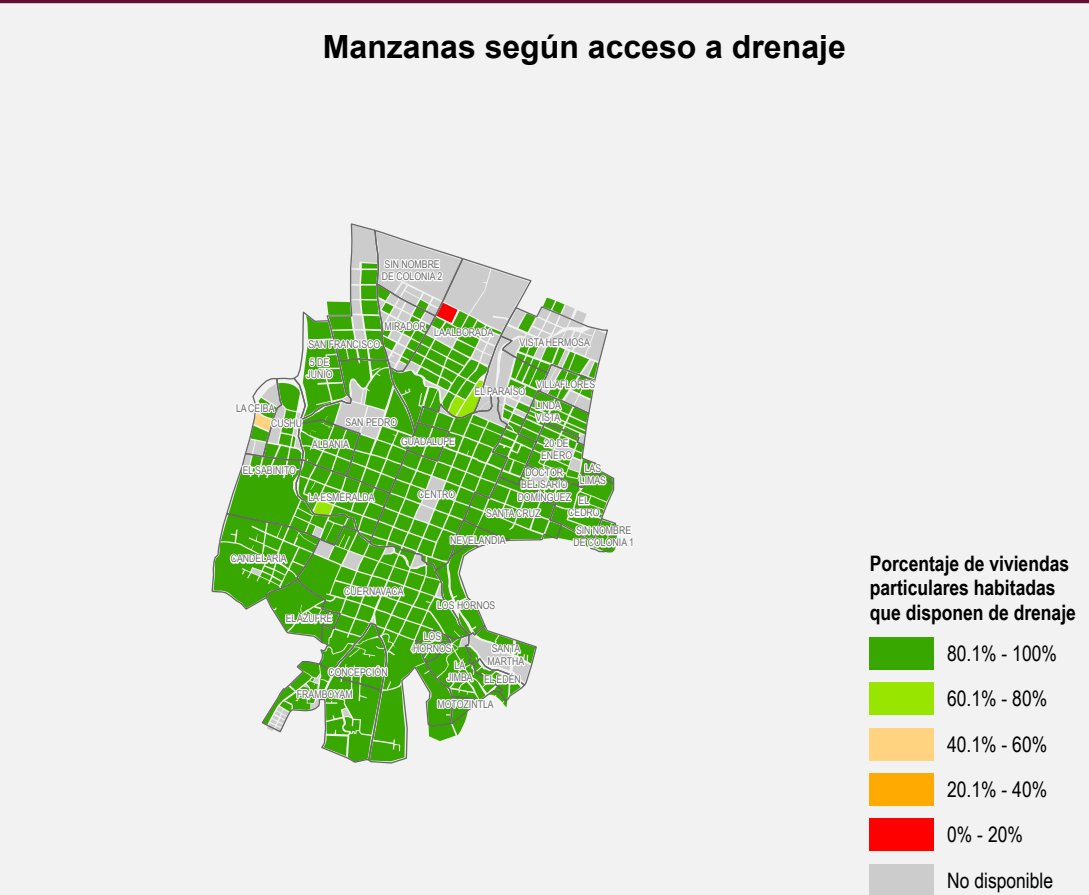 Manzanas según acceso a drenaje
SIN NOMBRE
DE COLONIA 2
MIRADOR
LA ALBORADA
VISTA HERMOSA
SAN FRANCISCO
5 DE
JUNIO
EL PARAÍSO
VILLAFLORES
LA CEIBA
CUSHÚ
SAN PEDRO
LINDA
VISTA
ALBANIA
GUADALUPE
20 DE
ENERO
EL SABINITO
DOCTOR
BELISARIO
DOMÍNGUEZ
LAS
LIMAS
LA ESMERALDA
CENTRO
SANTA CRUZ
EL
CEDRO
NEVELANDIA
SIN NOMBRE
DE COLONIA 1
CANDELARIA
CUERNAVACA
LOS HORNOS
EL AZUFRE
LOS
HORNOS
SANTA
MARTHA
CONCEPCIÓN
LA
JIMBA
EL EDÉN
FRAMBOYAM
MOTOZINTLA
Porcentaje de viviendas
particulares habitadas
que disponen de drenaje
80.1% - 100%
60.1% - 80%
40.1% - 60%
20.1% - 40%
0% - 20%
No disponible